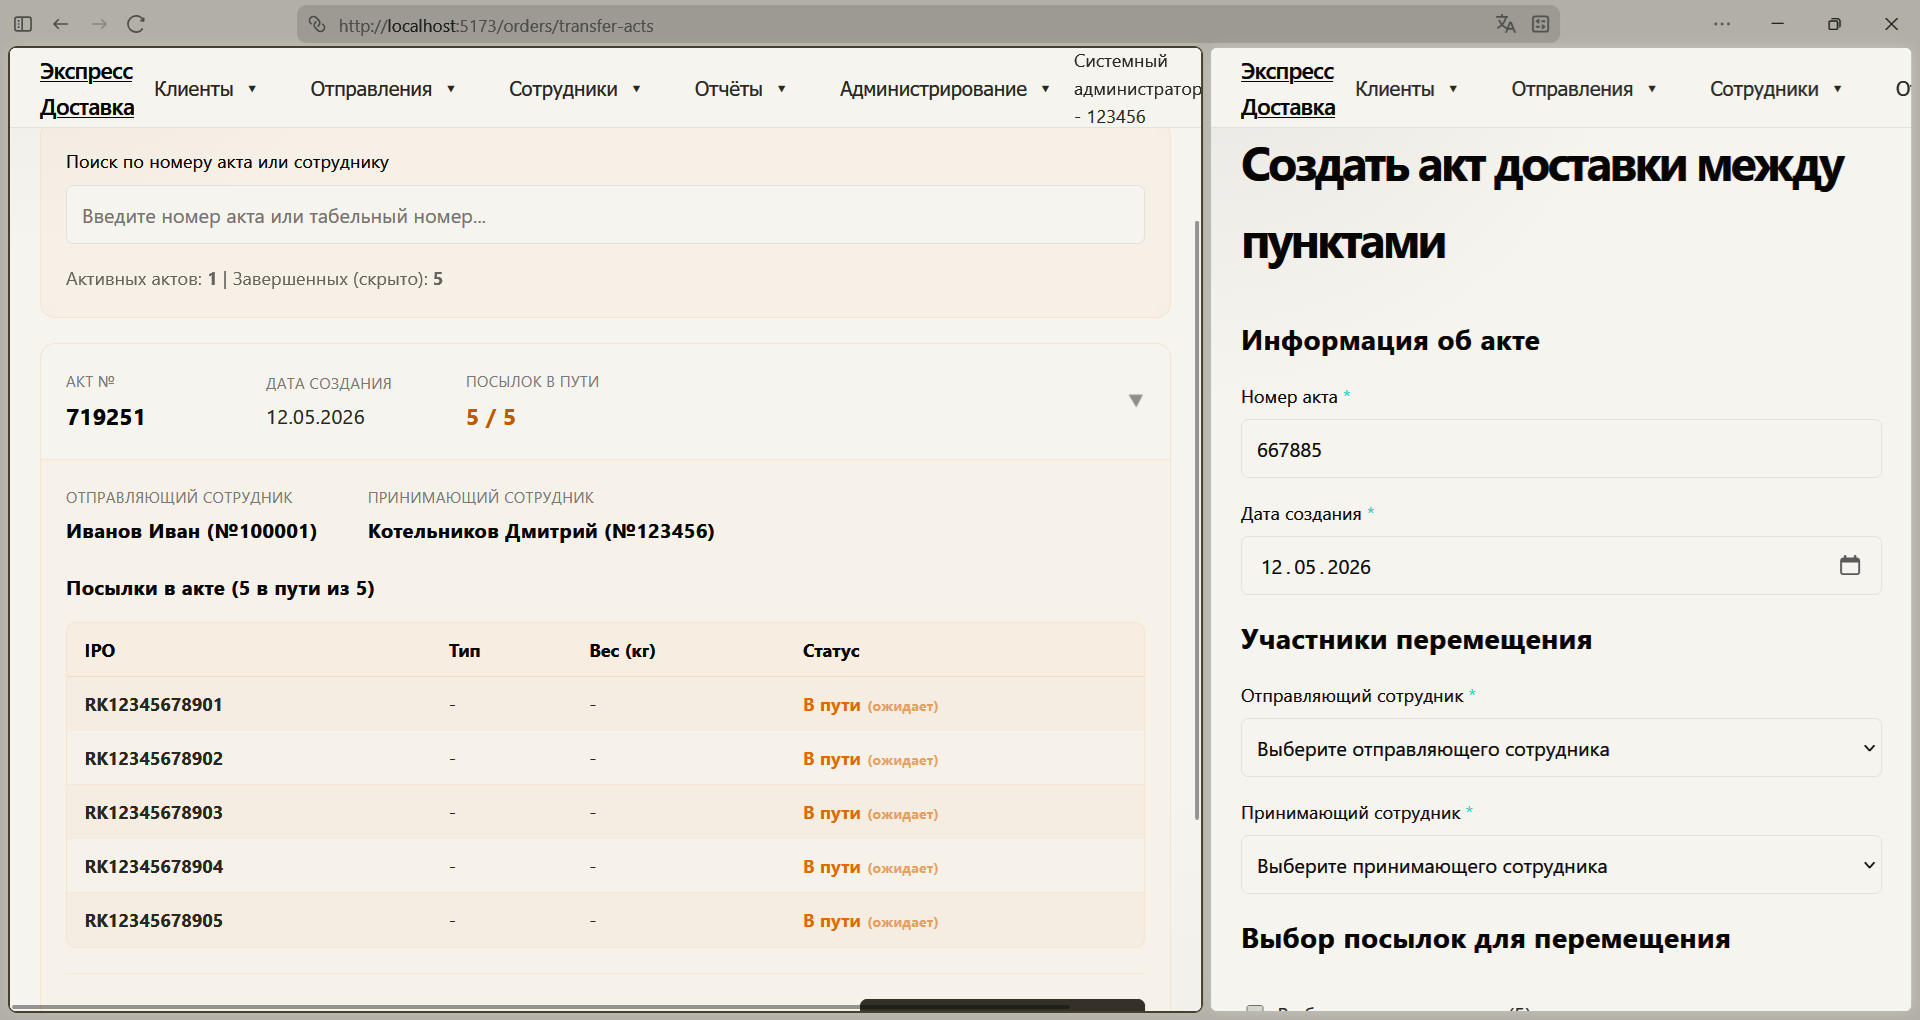 http://localhost:5173/orders/transfer-acts
Экспресс
Доставка
Клиенты ▼
Отправления ▼
Сотрудники ▼
Отчёты ▼
Администрирование ▼
Системный
администратор
- 123456
Поиск по номеру акта или сотруднику
Введите номер акта или табельный номер...
Активных актов: 1 | Завершенных (скрыто): 5
АКТ № ДАТА СОЗДАНИЯ ПОСЫЛОК В ПУТИ
719251 12.05.2026 5 / 5
ОТПРАВЛЯЮЩИЙ СОТРУДНИК ПРИНИМАЮЩИЙ СОТРУДНИК
Иванов Иван (№100001) Котельников Дмитрий (№123456)
Посылки в акте (5 в пути из 5)
IPO Тип Вес (кг) Статус
RK12345678901 - - В пути (ожидает)
RK12345678902 - - В пути (ожидает)
RK12345678903 - - В пути (ожидает)
RK12345678904 - - В пути (ожидает)
RK12345678905 - - В пути (ожидает)
Экспресс
Доставка
Клиенты ▼
Отправления ▼
Сотрудники ▼
Создать акт доставки между
пунктами
Информация об акте
Номер акта *
667885
Дата создания *
12.05.2026
Участники перемещения
Отправляющий сотрудник *
Выберите отправляющего сотрудника
Принимающий сотрудник *
Выберите принимающего сотрудника
Выбор посылок для перемещения